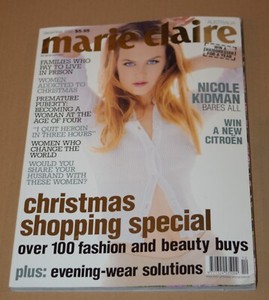 AUSTRALIA
$5.95
marie claire
FAMILIES WHO
PAY TO LIVE
IN PRISON
WOMEN
ADDICTED TO
CHRISTMAS
PREMATURE
PUBERTY:
BECOMING A
WOMAN AT THE
AGE OF FOUR
"I QUIT HEROIN
IN THREE HOURS"
WOMEN WHO
CHANGE THE
WORLD
WOULD YOU
SHARE YOUR
HUSBAND WITH
THESE WOMEN?
NICOLE
KIDMAN
BARES ALL
WIN
A NEW
CITROËN
christmas
shopping special
over 100 fashion and beauty buys
plus: evening-wear solutions